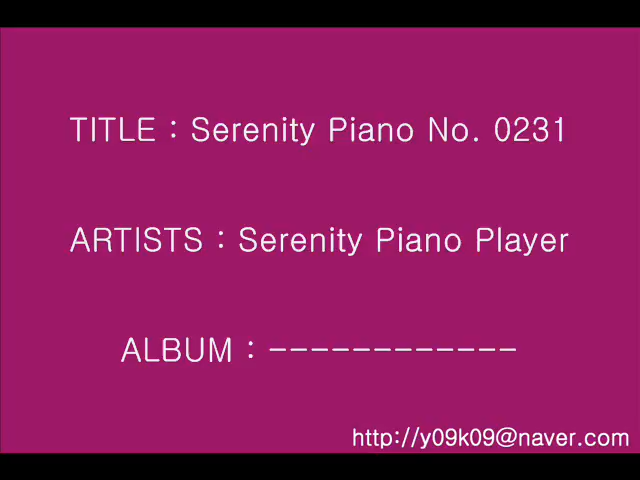 TITLE : Serenity Piano No. 0231
ARTISTS : Serenity Piano Player
ALBUM : ------------
http://y09k09@naver.com